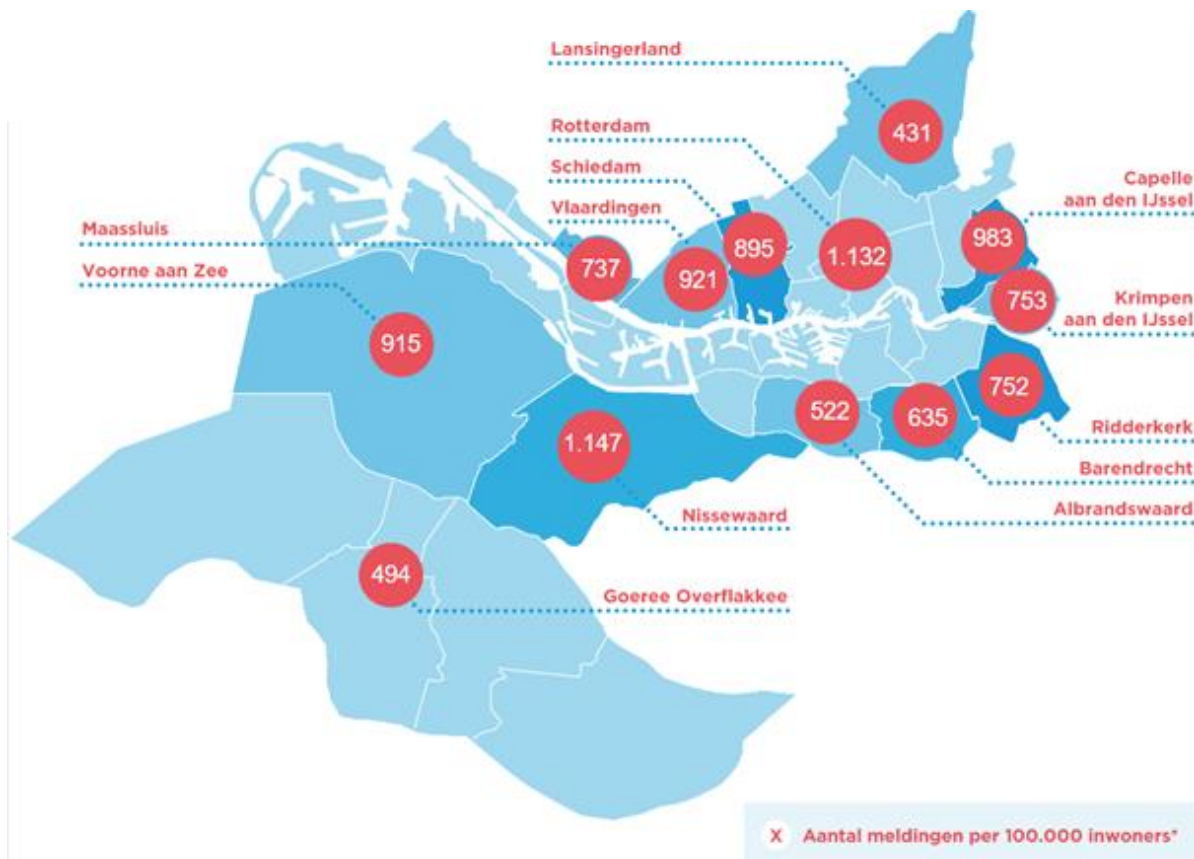 Lansingerland
431
Rotterdam
Schiedam
Vlaardingen
Capelle
aan den IJssel
Maassluis
Voorne aan Zee
737
921
895
1.132
983
753
Krimpen
aan den IJssel
915
752
522
635
Ridderkerk
1.147
Barendrecht
Nissewaard
Albrandswaard
494
Goeree Overflakkee
X Aantal meldingen per 100.000 inwoners*